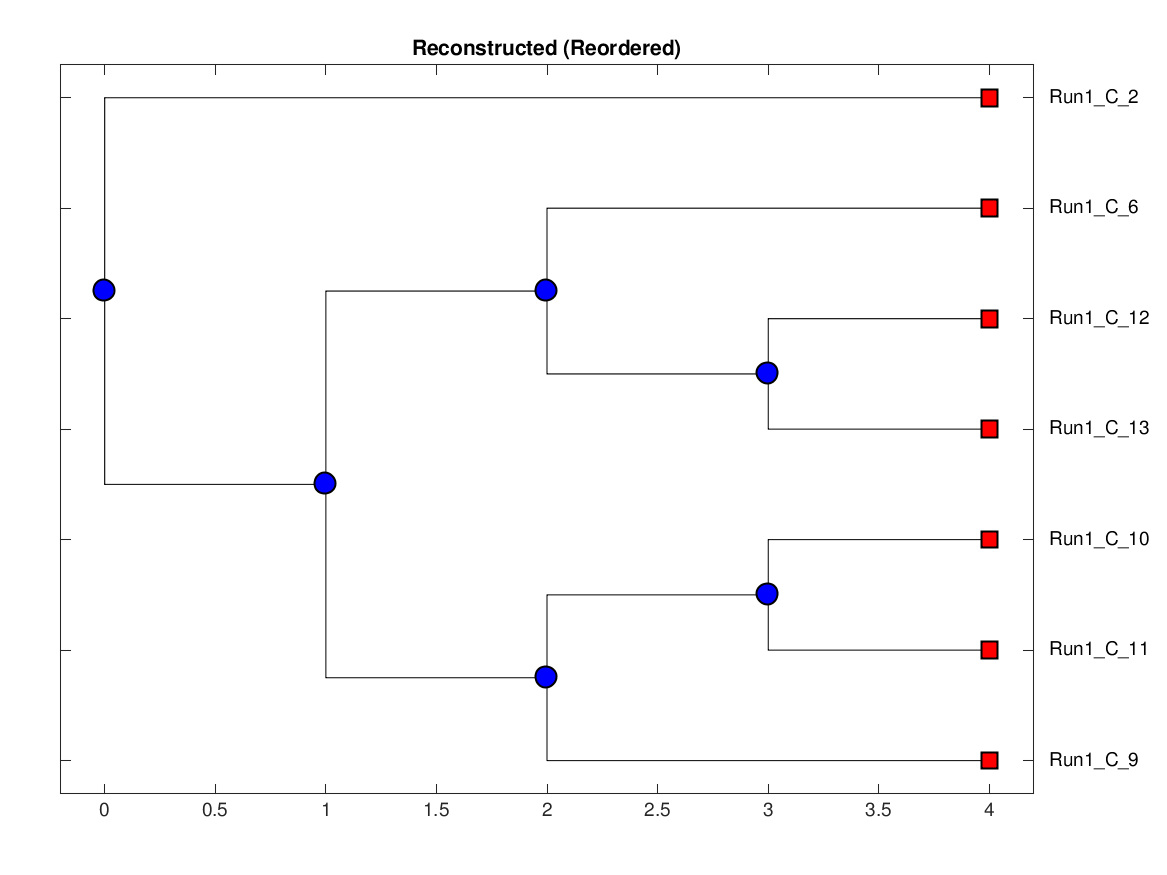 Reconstructed (Reordered)
Run1_C_2
Run1_C_6
Run1_C_12
Run1_C_13
Run1_C_10
Run1_C_11
Run1_C_9
0 0.5 1 1.5 2 2.5 3 3.5 4